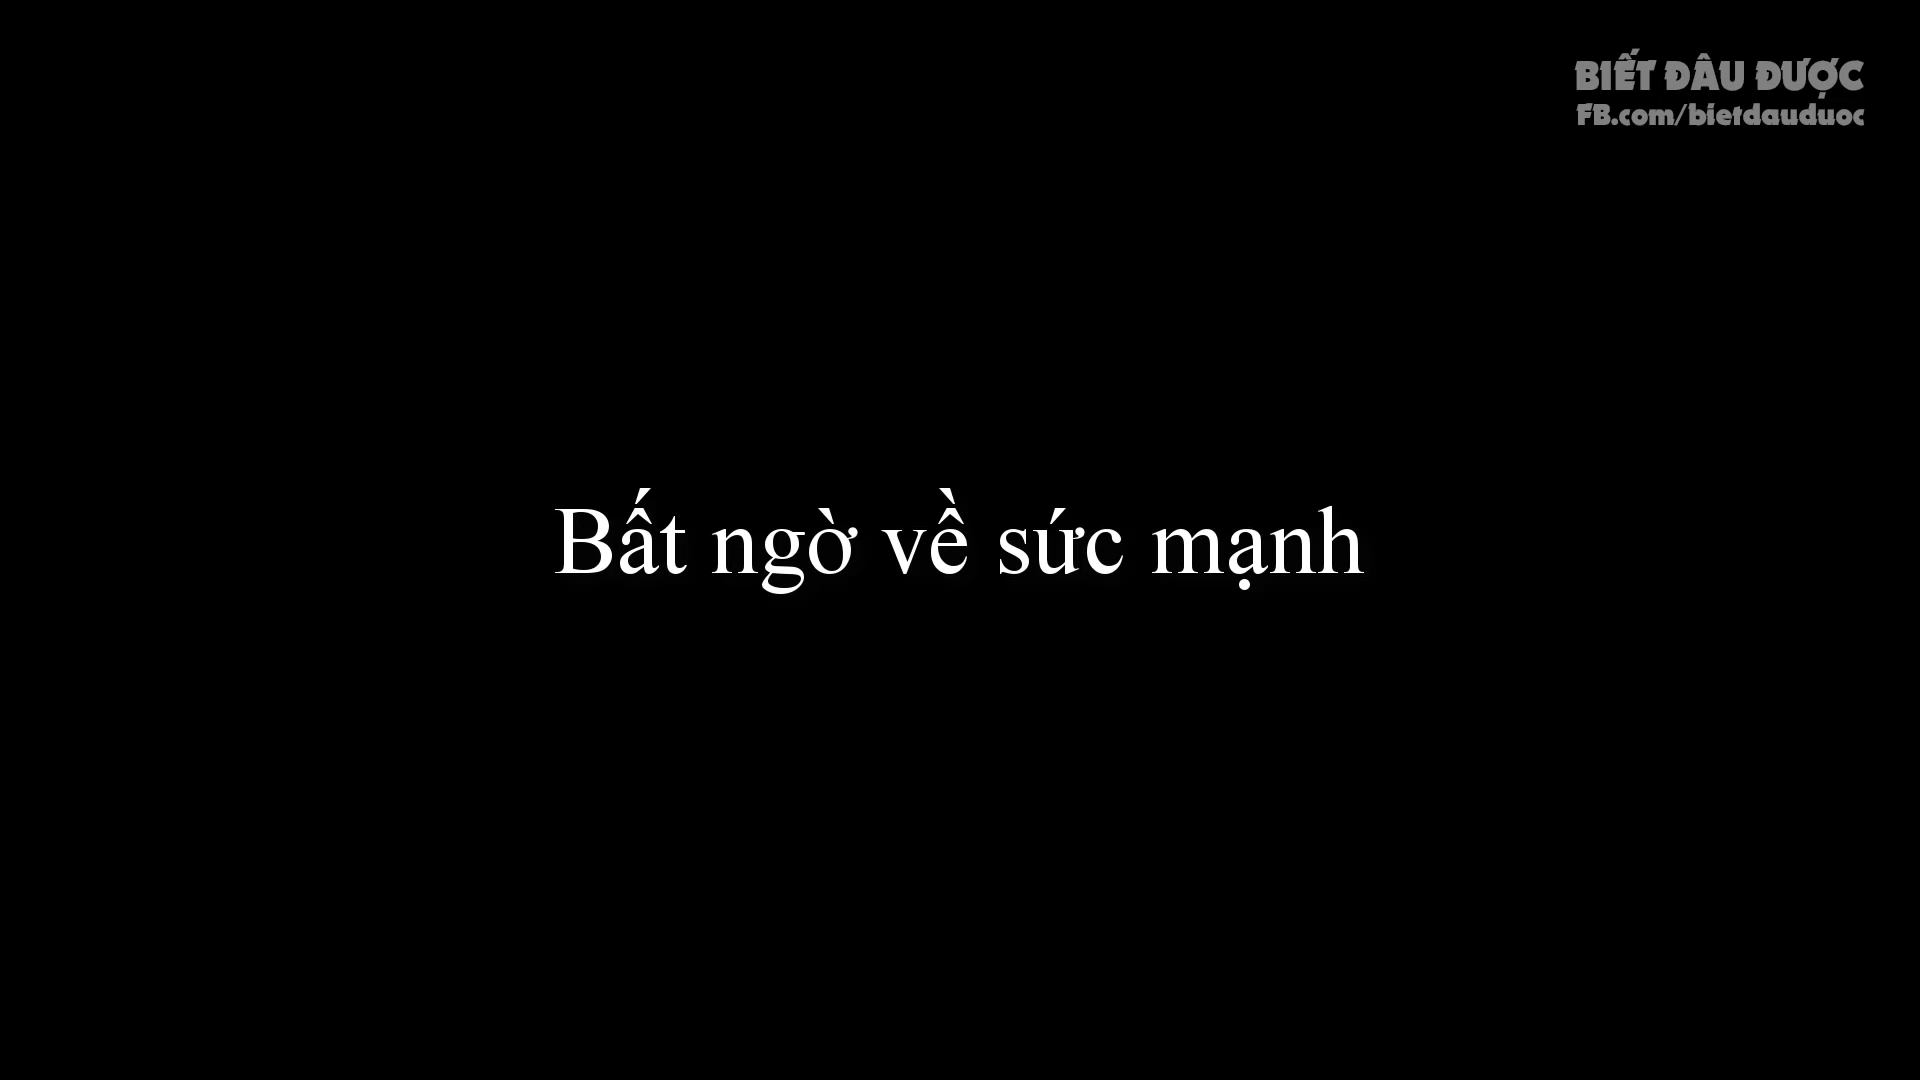 BIẾT ĐÂU ĐƯỢC
FB.com/bietdauduoc
Bất ngờ về sức mạnh